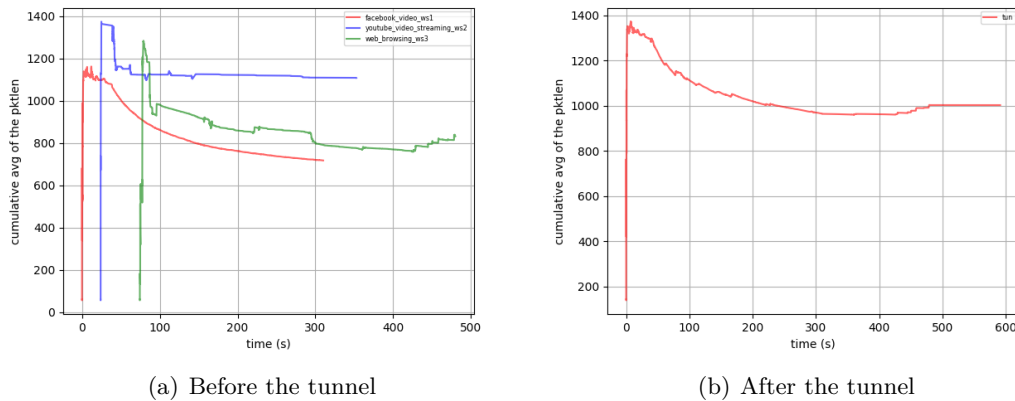 facebook_video_ws1
youtube_video_streaming_ws2
web_browsing_ws3
cumulative avg of the pktlen
1400
1200
1000
800
600
400
200
0
0 100 200 300 400 500
time (s)
(a) Before the tunnel
tun
cumulative avg of the pktlen
1400
1200
1000
800
600
400
200
0 100 200 300 400 500 600
time (s)
(b) After the tunnel